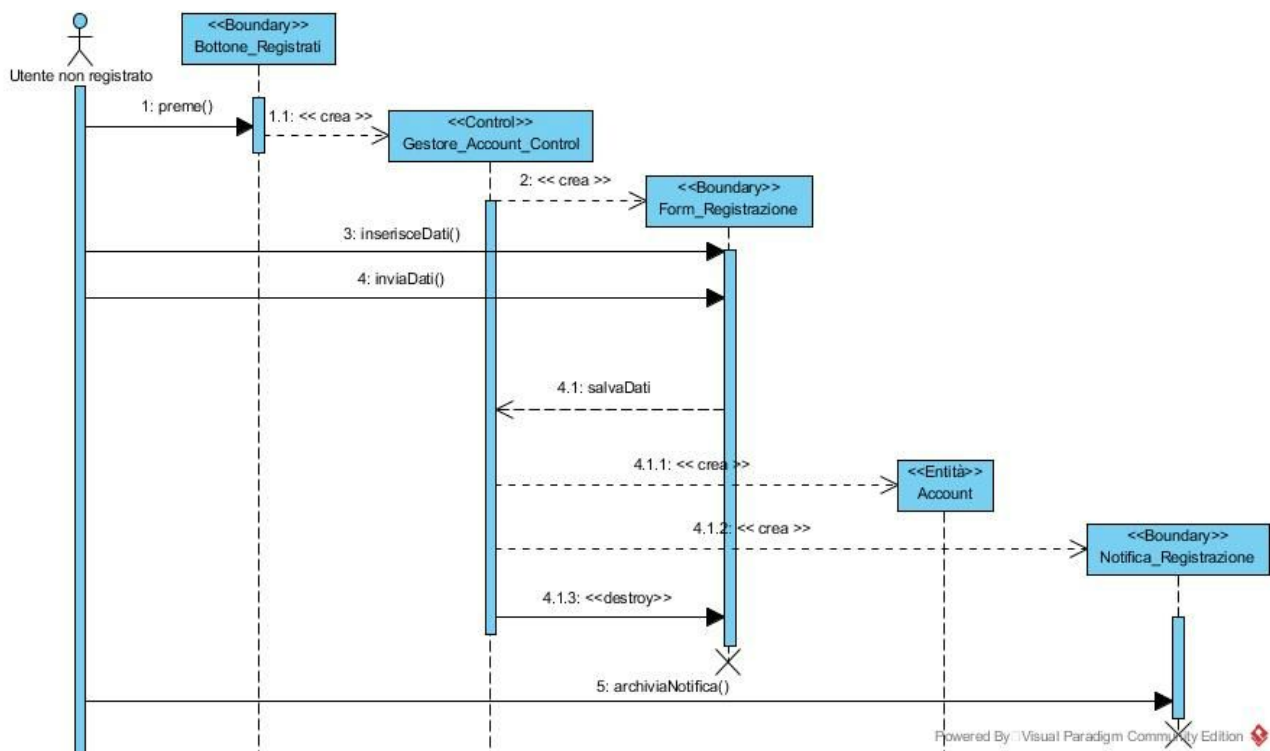 <<Boundary>>
Bottone_Registrati
Utente non registrato
1: preme()
1.1: << crea >>
<<Control>>
Gestore_Account_Control
2: << crea >>
<<Boundary>>
Form_Registrazione
3: inserisceDati()
4: inviaDati()
4.1: salvaDati
4.1.1: << crea >>
<<Entità>>
Account
4.1.2: << crea >>
<<Boundary>>
Notifica_Registrazione
4.1.3: <<destroy>>
5: archiviaNotifica()
Powered By Visual Paradigm Community Edition